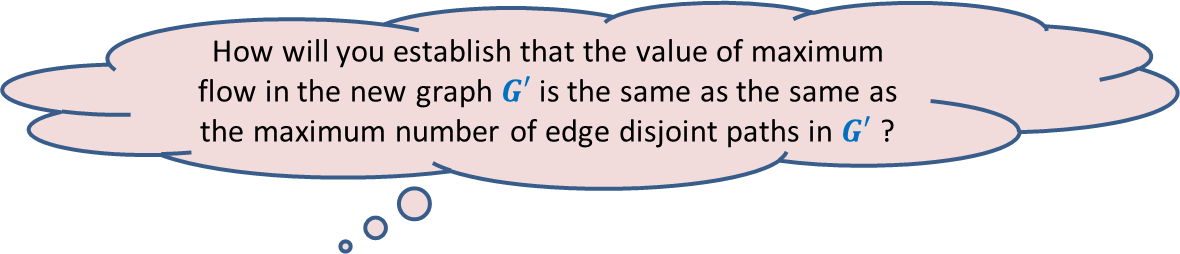 How will you establish that the value of maximum
flow in the new graph G′ is the same as the same as
the maximum number of edge disjoint paths in G′ ?